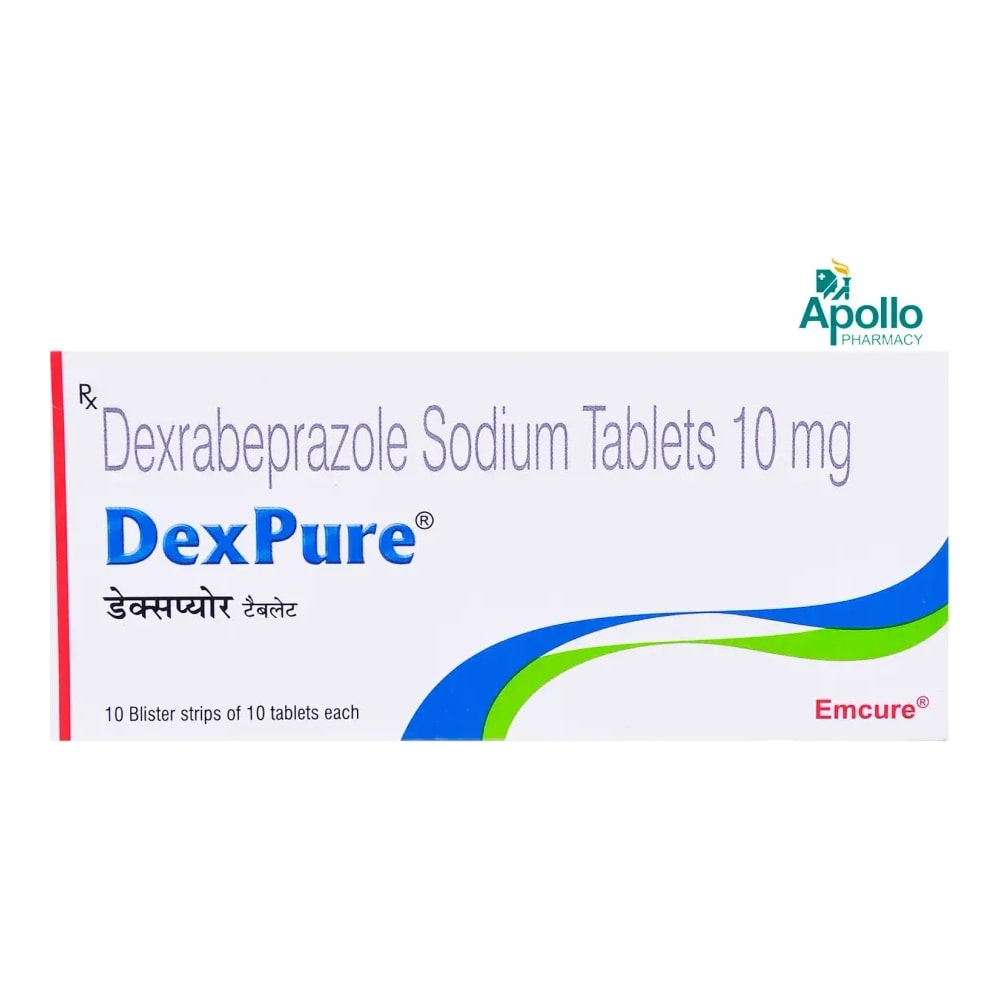 Apollo
PHARMACY
Rx
Dexrabeprazole Sodium Tablets 10 mg
DexPure®
डेक्सप्योर टैबलेट
10 Blister strips of 10 tablets each
Emcure®